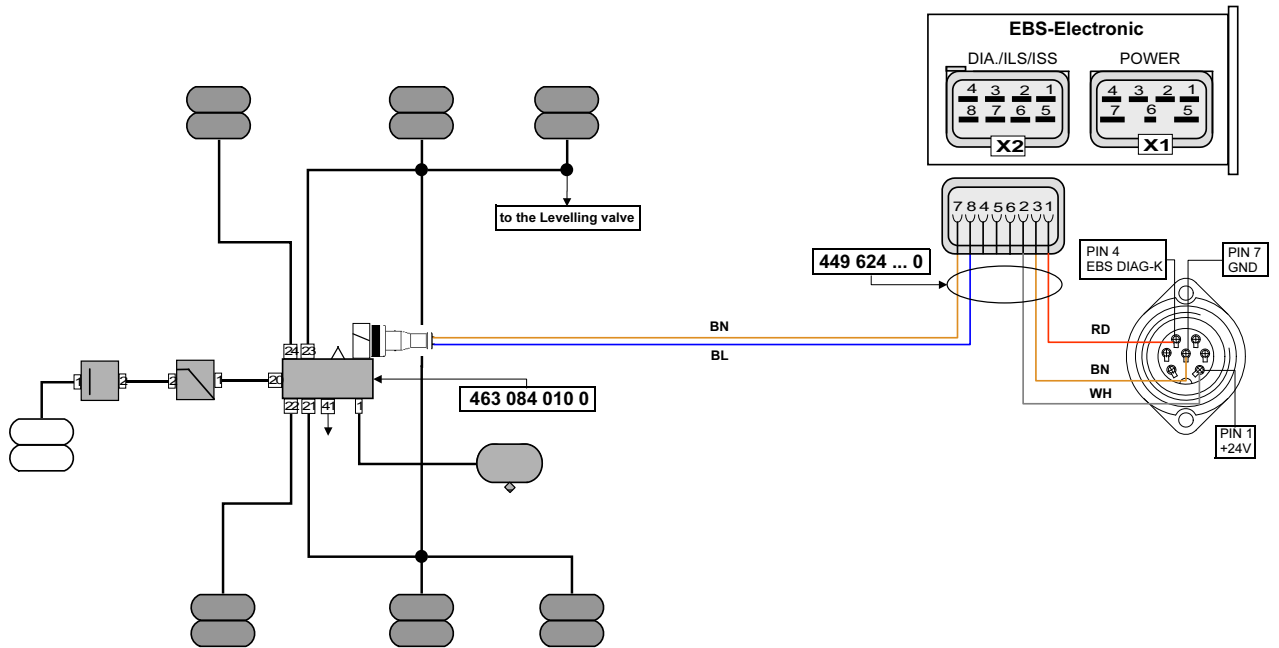 EBS-Electronic
DIA./ILS/ISS
POWER
4 3 2 1
8 7 6 5
X2
4 3 2 1
7 6 5
X1
to the Levelling valve
7 8 4 5 6 2 3 1
449 624 ... 0
PIN 4
EBS DIAG-K
PIN 7
GND
BN
BL
RD
BN
WH
PIN 1
+24V
24 23
1 2
2 1
20
22 21 41 1
463 084 010 0